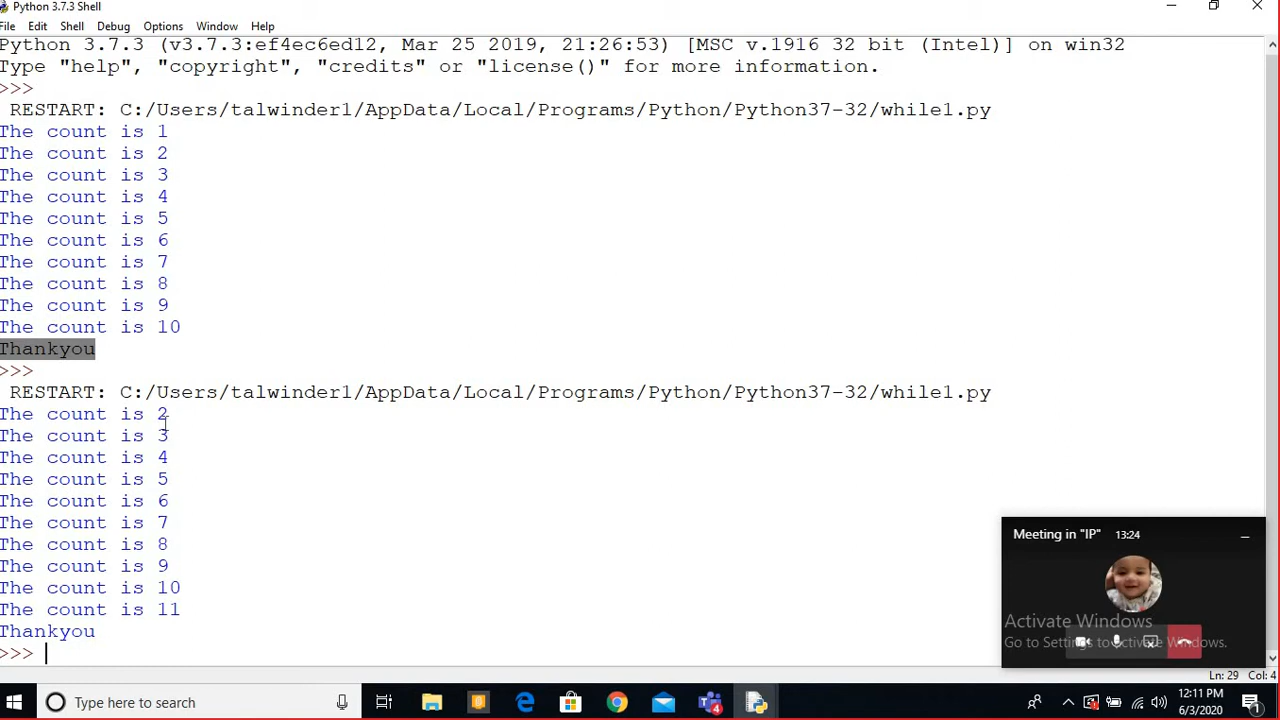 Python 3.7.3 Shell
File Edit Shell Debug Options Window Help
Python 3.7.3 (v3.7.3:ef4ec6ed12, Mar 25 2019, 21:26:53) [MSC v.1916 32 bit (Intel)] on win32
Type "help", "copyright", "credits" or "license()" for more information.
>>>
RESTART: C:/Users/talwinder1/AppData/Local/Programs/Python/Python37-32/while1.py
The count is 1
The count is 2
The count is 3
The count is 4
The count is 5
The count is 6
The count is 7
The count is 8
The count is 9
The count is 10
Thankyou
>>>
RESTART: C:/Users/talwinder1/AppData/Local/Programs/Python/Python37-32/while1.py
The count is 2
The count is 3
The count is 4
The count is 5
The count is 6
The count is 7
The count is 8
The count is 9
The count is 10
The count is 11
Thankyou
>>>
Meeting in "IP" 13:24
Activate Windows
Go to Settings to Activate Windows.
Ln: 29 Col: 4
Type here to search
4
12:11 PM
6/3/2020
1